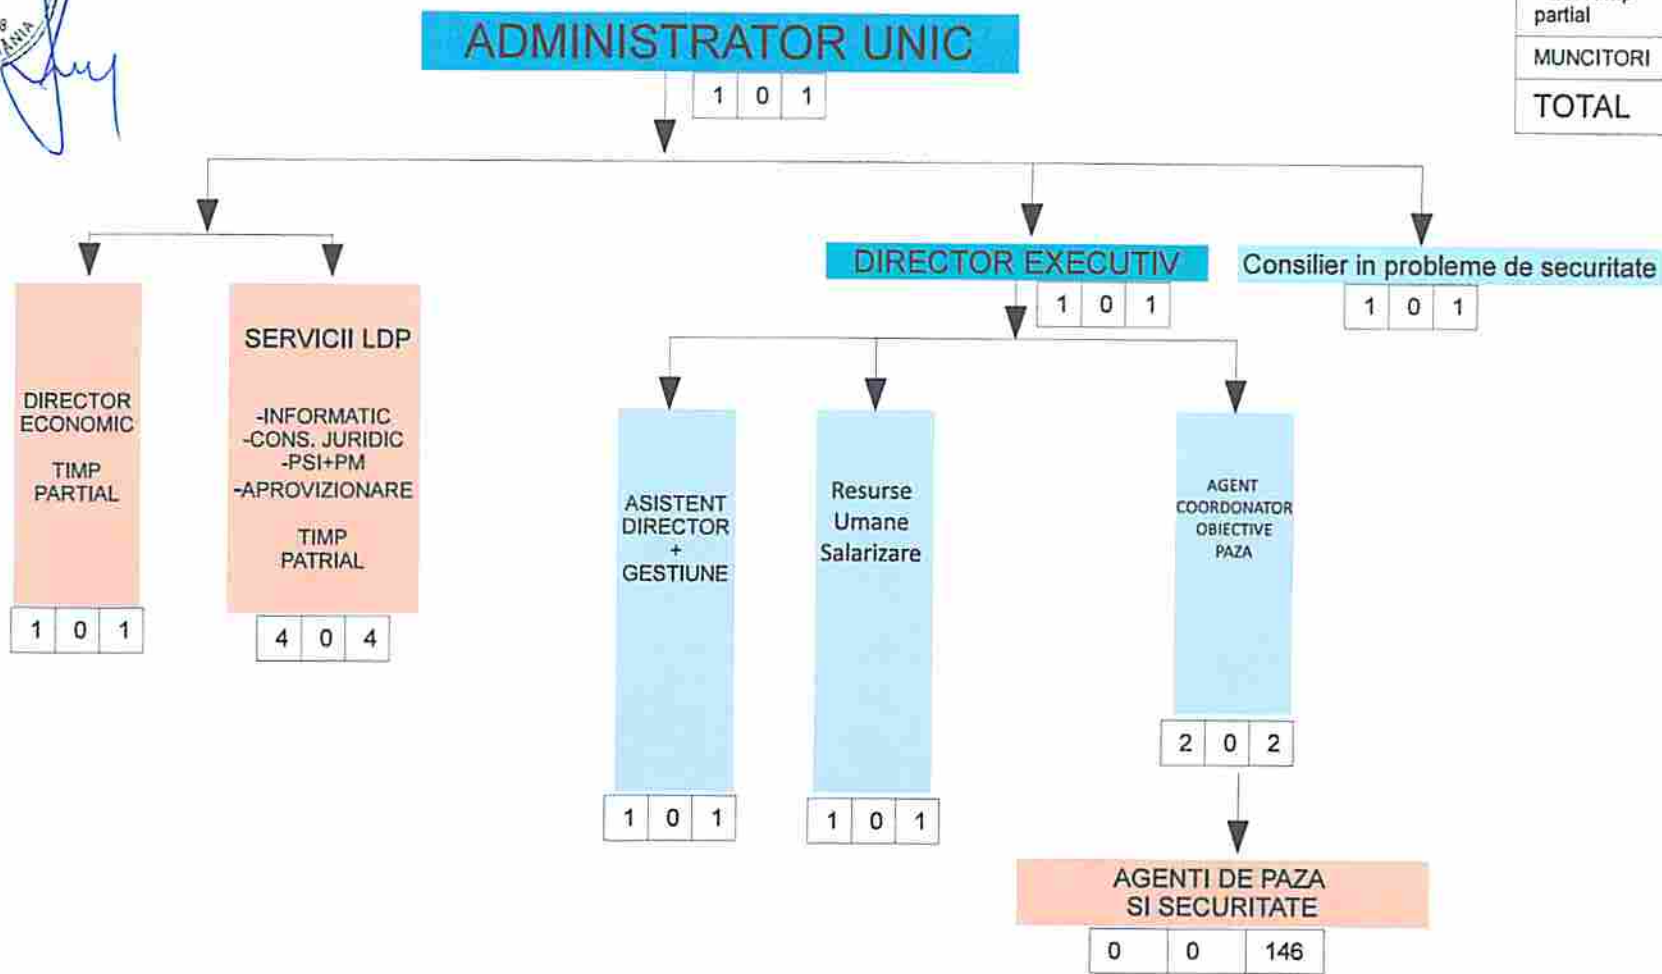 8
ADMINISTRATOR UNIC
1 0 1
partial
MUNCITORI
TOTAL
DIRECTOR EXECUTIV
1 0 1
Consilier in probleme de securitate
1 0 1
DIRECTOR
ECONOMIC
TIMP
PARTIAL
1 0 1
SERVICII LDP
-INFORMATIC
-CONS. JURIDIC
-PSI+PM
-APROVIZIONARE
TIMP
PATRIAL
4 0 4
ASISTENT
DIRECTOR
+
GESTIUNE
1 0 1
Resurse
Umane
Salarizare
1 0 1
AGENT
COORDONATOR
OBIECTIVE
PAZA
2 0 2
AGENTI DE PAZA
SI SECURITATE
0 0 146